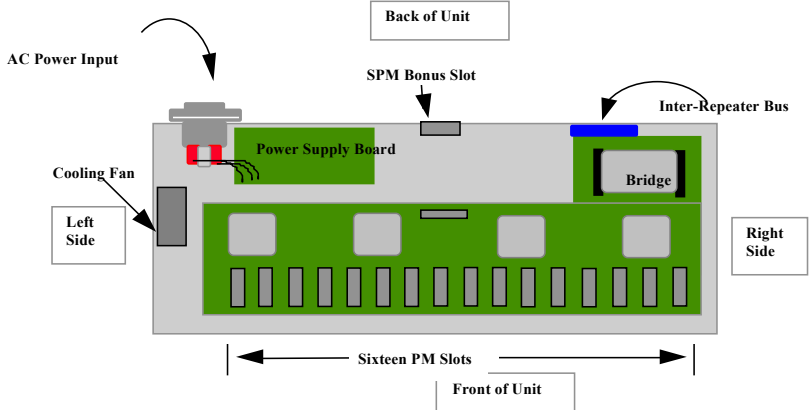 Back of Unit
AC Power Input
SPM Bonus Slot
Inter-Repeater Bus
Power Supply Board
Cooling Fan
Bridge
Left
Side
Right
Side
Sixteen PM Slots
Front of Unit